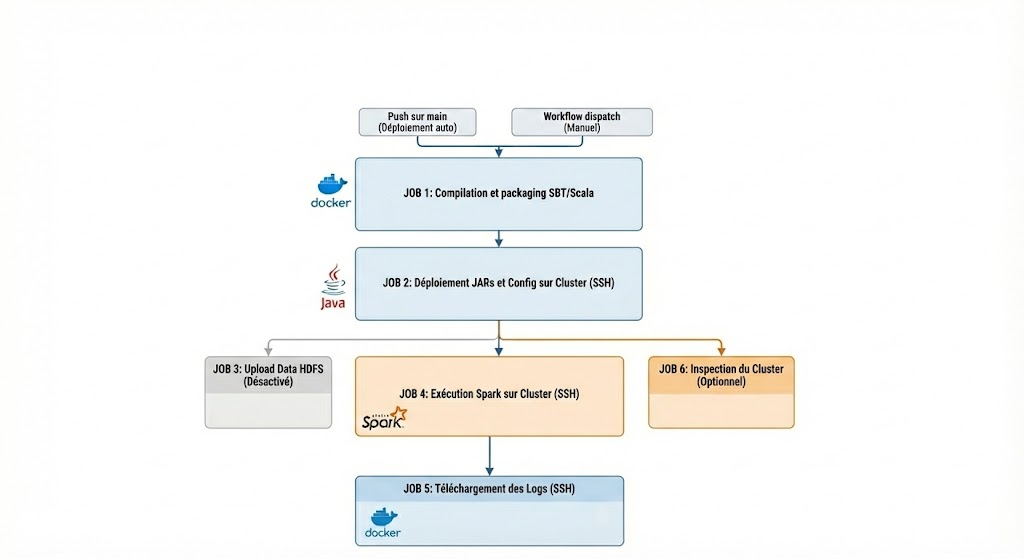 Push sur main
(Déploiement auto)
Workflow dispatch
(Manuel)
JOB 1: Compilation et packaging SBT/Scala
docker
JOB 2: Déploiement JARs et Config sur Cluster (SSH)
Java
JOB 3: Upload Data HDFS
(Désactivé)
JOB 4: Exécution Spark sur Cluster (SSH)
Spark
JOB 6: Inspection du Cluster
(Optionnel)
JOB 5: Téléchargement des Logs (SSH)
docker